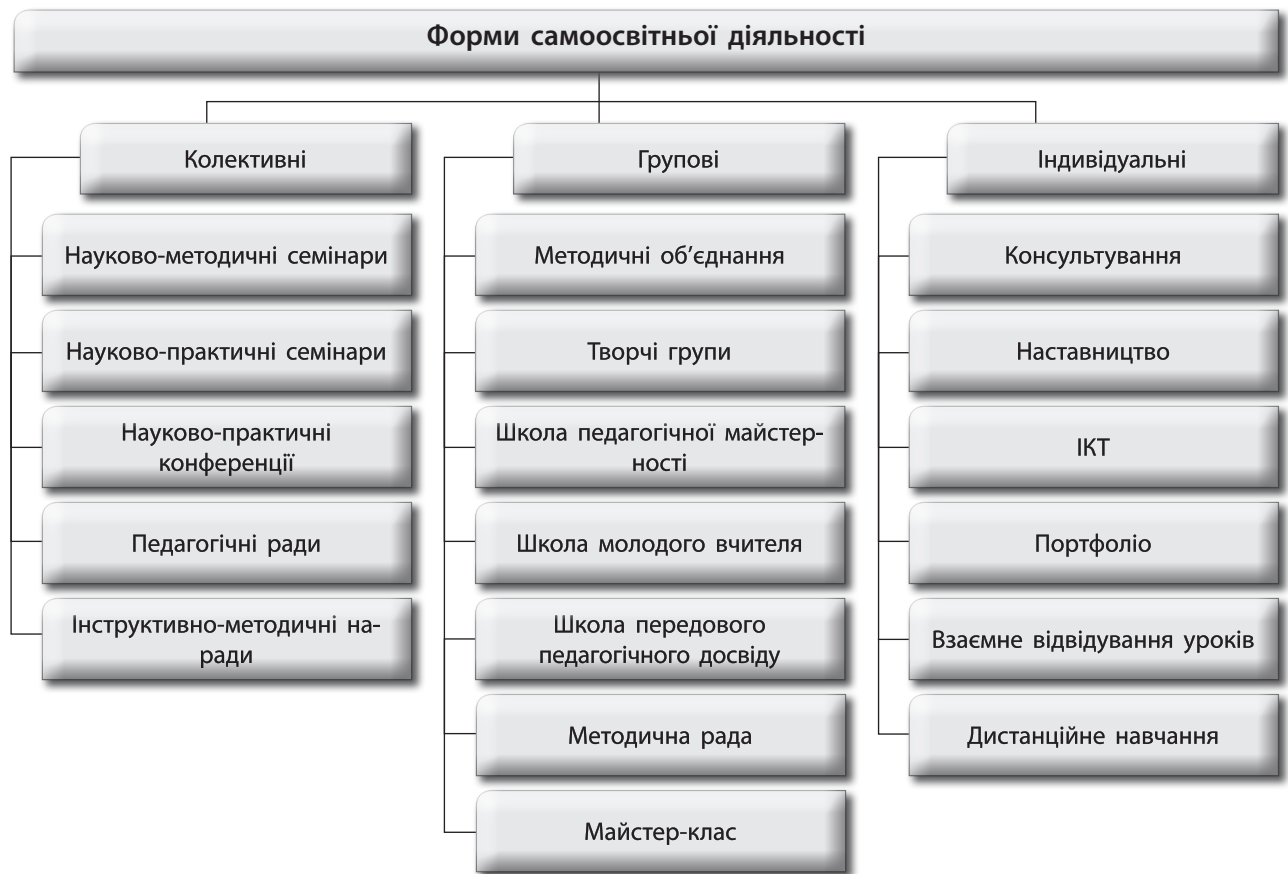 Форми самоосвітньої діяльності
Колективні
Науково-методичні семінари
Науково-практичні семінари
Науково-практичні
конференції
Педагогічні ради
Інструктивно-методичні на-
ради
Групові
Методичні об’єднання
Творчі групи
Школа педагогічної майстер-
ності
Школа молодого вчителя
Школа передового
педагогічного досвіду
Методична рада
Майстер-клас
Індивідуальні
Консультування
Наставництво
ІКТ
Портфоліо
Взаємне відвідування уроків
Дистанційне навчання